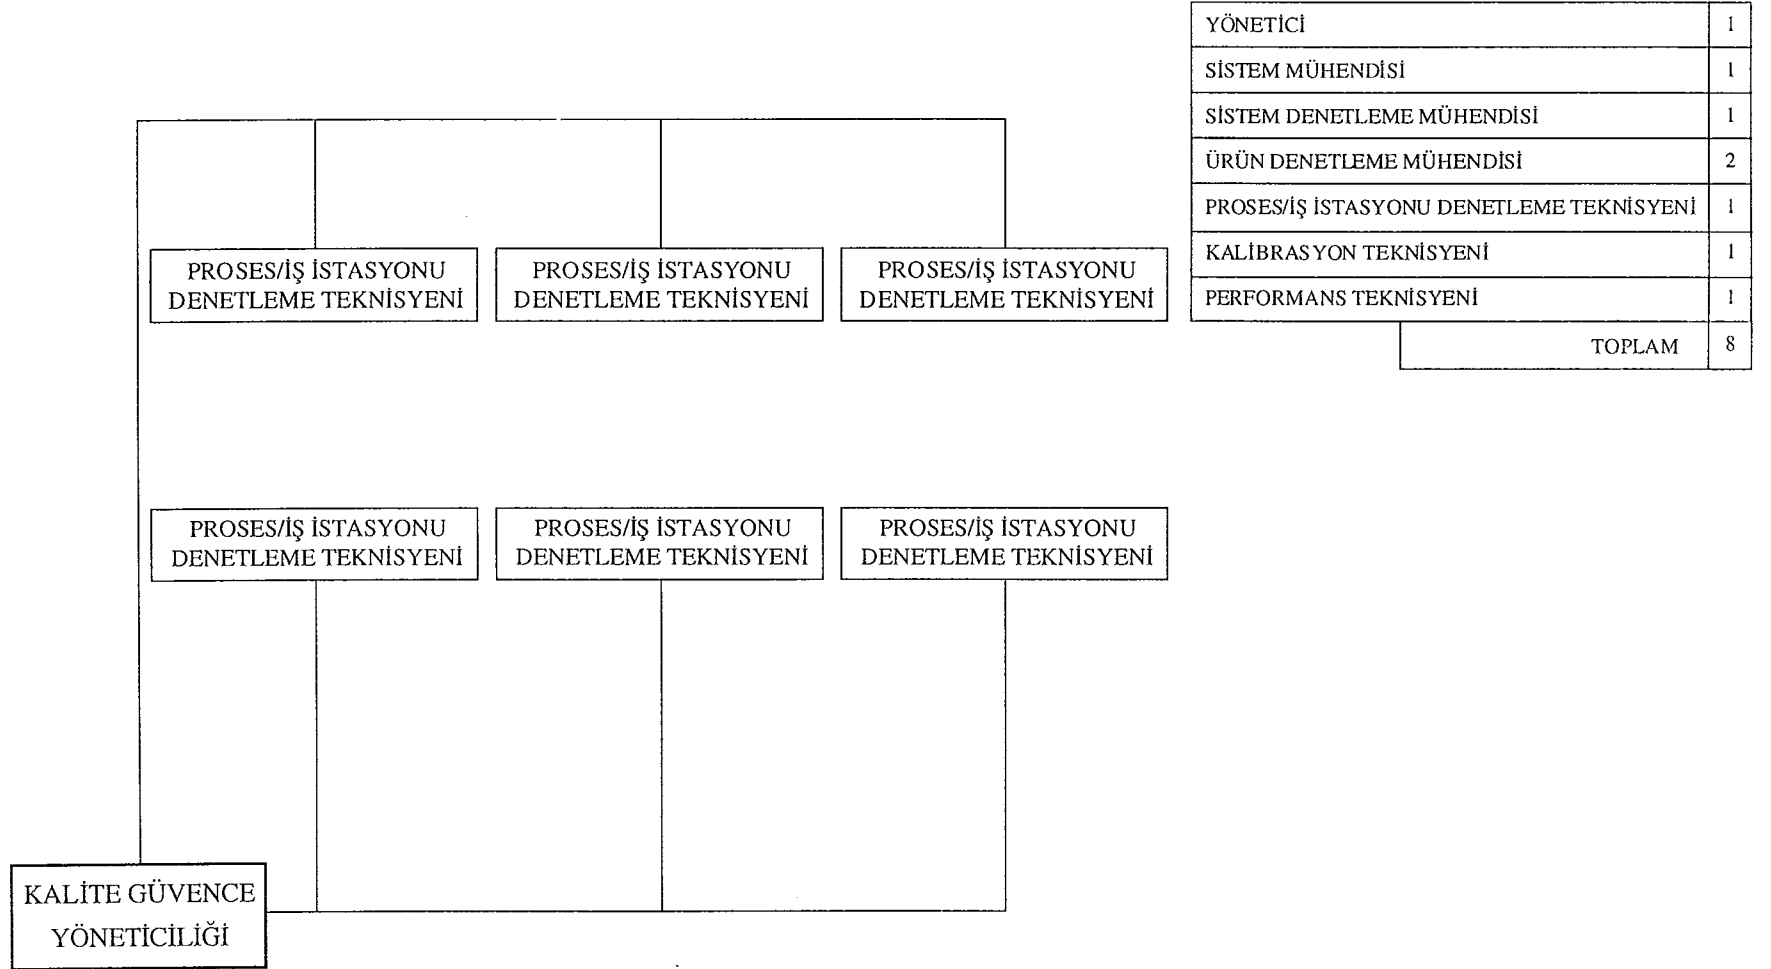 YÖNETİCİ 1
SİSTEM MÜHENDİSİ 1
SİSTEM DENETLEME MÜHENDİSİ 1
ÜRÜN DENETLEME MÜHENDİSİ 2
PROSES/İŞ İSTASYONU DENETLEME TEKNİSYENİ 1
KALİBRASYON TEKNİSYENİ 1
PERFORMANS TEKNİSYENİ 1
TOPLAM 8
PROSES/İŞ İSTASYONU
DENETLEME TEKNİSYENİ
PROSES/İŞ İSTASYONU
DENETLEME TEKNİSYENİ
PROSES/İŞ İSTASYONU
DENETLEME TEKNİSYENİ
PROSES/İŞ İSTASYONU
DENETLEME TEKNİSYENİ
PROSES/İŞ İSTASYONU
DENETLEME TEKNİSYENİ
PROSES/İŞ İSTASYONU
DENETLEME TEKNİSYENİ
KALİTE GÜVENCE
YÖNETİCİLİĞİ